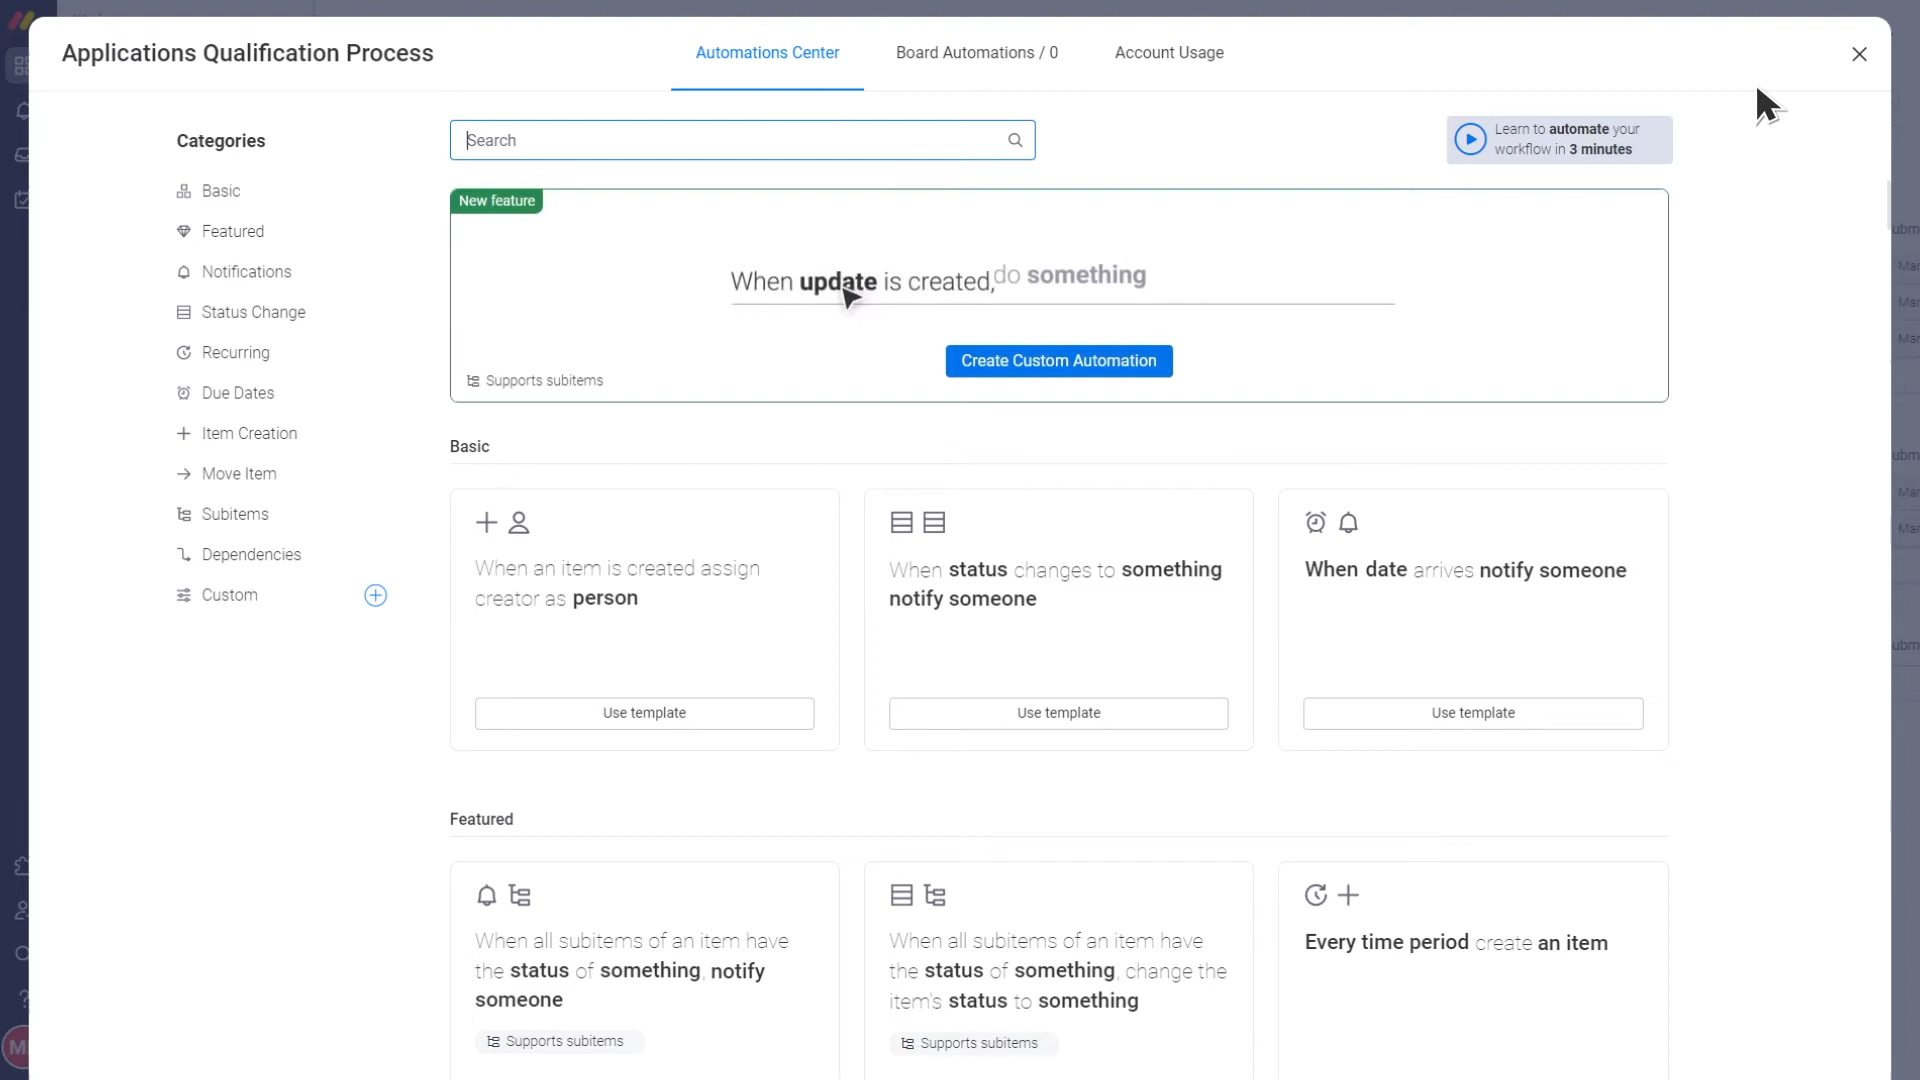 Applications Qualification Process
Automations Center
Board Automations / 0
Account Usage
Categories
Basic
Featured
Notifications
Status Change
Recurring
Due Dates
Item Creation
Move Item
Subitems
Dependencies
Custom
Search
Learn to automate your
workflow in 3 minutes
New feature
When update is created, do something
Create Custom Automation
Supports subitems
Basic
When an item is created assign
creator as person
Use template
When status changes to something
notify someone
Use template
When date arrives notify someone
Use template
Featured
When all subitems of an item have
the status of something, notify
someone
Supports subitems
When all subitems of an item have
the status of something, change the
item's status to something
Supports subitems
Every time period create an item